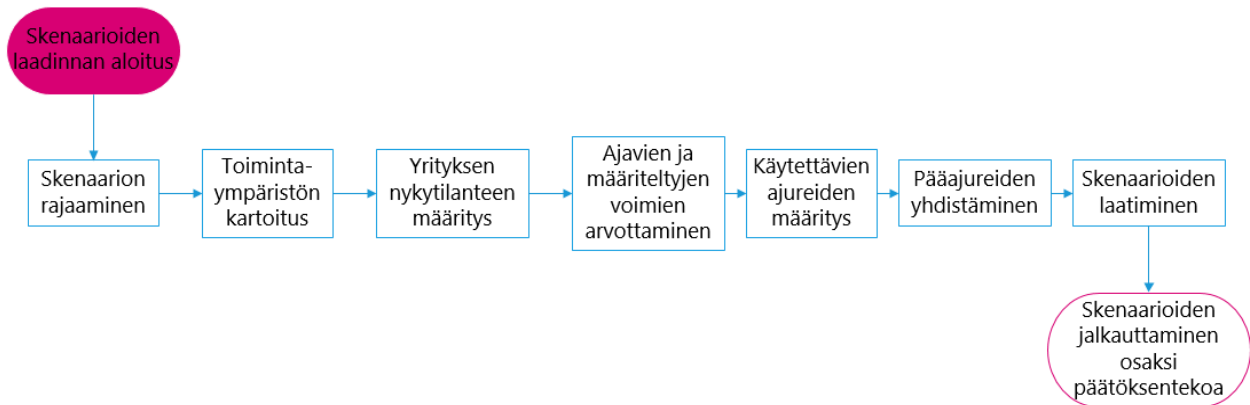 Skenaarioiden
laadinnan aloitus
Skenaarion
rajaaminen
Toiminta-
ympäristön
kartoitus
Yrityksen
nykytilanteen
määritys
Ajavien ja
määriteltyjen
voimien
arvottaminen
Käytettävien
ajureiden
määritys
Pääajureiden
yhdistäminen
Skenaarioiden
laatiminen
Skenaarioiden
jalkauttaminen
osaksi
päätöksentekoa